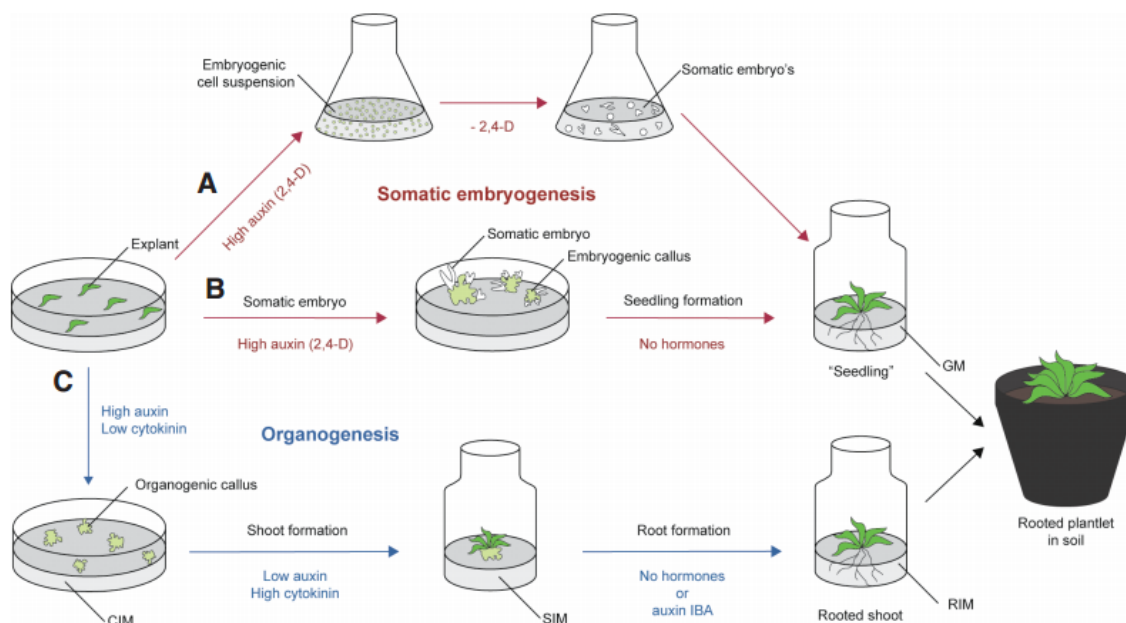 Embryogenic
cell suspension
- 2,4-D
Somatic embryo's
A
High auxin (2,4-D)
Somatic embryogenesis
Explant
Somatic embryo
Embryogenic callus
B
Somatic embryo
High auxin (2,4-D)
Seedling formation
No hormones
"Seedling"
GM
C
High auxin
Low cytokinin
Organogenesis
Organogenic callus
Shoot formation
Low auxin
High cytokinin
Root formation
No hormones
or
auxin IBA
CIM
SIM
Rooted shoot
RIM
Rooted plantlet
in soil